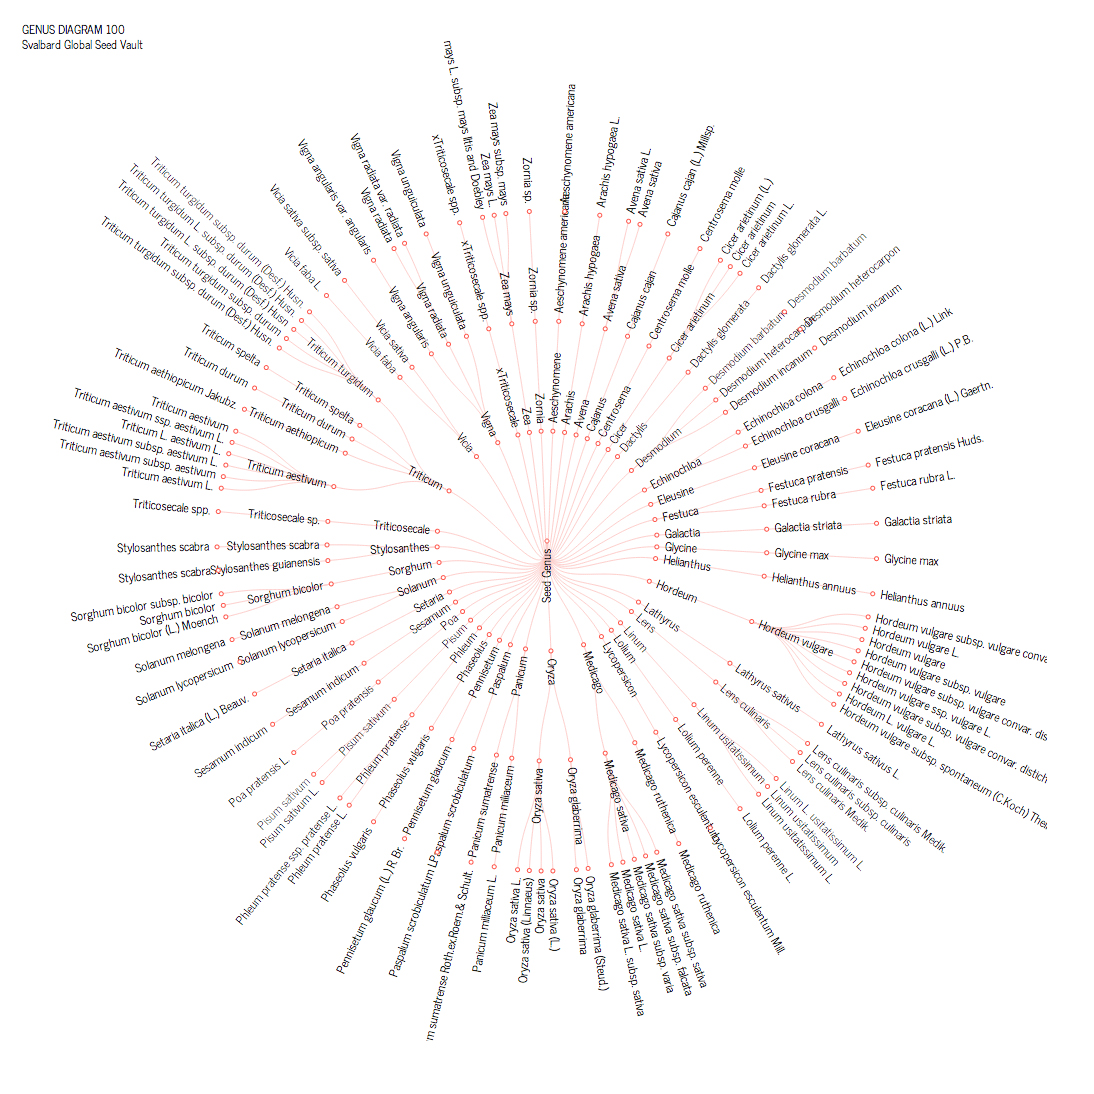 GENUS DIAGRAM 100
Svalbard Global Seed Vault
Seed Genus
Aeschynomene
Aeschynomene americana
Aeschynomene americana
Arachis
Arachis hypogaea
Arachis hypogaea L.
Avena
Avena sativa
Avena sativa L.
Avena sativa
Cajanus
Cajanus cajan
Cajanus cajan (L.) Millsp.
Centrosema
Centrosema molle
Centrosema molle
Cicer
Cicer arietinum
Cicer arietinum (L.)
Cicer arietinum
Cicer arietinum L.
Dactylis
Dactylis glomerata
Dactylis glomerata L.
Desmodium
Desmodium barbatum
Desmodium barbatum
Desmodium heterocarpon
Desmodium heterocarpon
Desmodium incanum
Desmodium incanum
Echinochloa
Echinochloa colona
Echinochloa colona (L.) Link
Echinochloa crusgalli
Echinochloa crusgalli (L.) P.B.
Eleusine
Eleusine coracana
Eleusine coracana (L.) Gaertn.
Festuca
Festuca pratensis
Festuca pratensis Huds.
Festuca rubra
Festuca rubra L.
Galactia
Galactia striata
Galactia striata
Glycine
Glycine max
Glycine max
Helianthus
Helianthus annuus
Helianthus annuus
Hordeum
Hordeum vulgare
Hordeum vulgare subsp. vulgare conva
Hordeum vulgare L.
Hordeum vulgare
Hordeum vulgare subsp. vulgare
Hordeum vulgare subsp. vulgare convar. dis
Hordeum vulgare ssp. vulgare L.
Hordeum vulgare subsp. vulgare convar. distich
Hordeum L. vulgare L.
Hordeum vulgare subsp. spontaneum (C.Koch) The
Lathyrus
Lathyrus sativus
Lathyrus sativus L.
Lens
Lens culinaris
Lens culinaris subsp. culinaris Medik
Lens culinaris subsp. culinaris
Lens culinaris Medik.
Linum
Linum usitatissimum
Linum L. usitatissimum L.
Linum usitatissimum
Linum usitatissimum L.
Lolium
Lolium perenne
Lolium perenne L.
Lycopersicon
Lycopersicon esculentum
Lycopersicon esculentum Mill.
Medicago
Medicago ruthenica
Medicago ruthenica
Medicago sativa
Medicago sativa subsp. sativa
Medicago sativa subsp. falcata
Medicago sativa subsp. varia
Medicago sativa L.
Medicago sativa L. subsp. sativa
Oryza
Oryza glaberrima
Oryza glaberrima (Steud.)
Oryza glaberrima
Oryza sativa
Oryza sativa (L.)
Oryza sativa
Oryza sativa (Linnaeus)
Oryza sativa L.
Panicum
Panicum miliaceum
Panicum miliaceum L.
Panicum sumatrense
m sumatrense Roth.ex.Roem.& Schult.
Paspalum
Paspalum scrobiculatum
Paspalum scrobiculatum L.
Pennisetum
Pennisetum glaucum
Pennisetum glaucum (L.) R. Br.
Phaseolus
Phaseolus vulgaris
Phaseolus vulgaris
Phleum
Phleum pratense
Phleum pratense L.
Phleum pratense ssp. pratense L.
Pisum
Pisum sativum
Pisum sativum L.
Pisum sativum
Poa
Poa pratensis
Poa pratensis L.
Sesamum
Sesamum indicum
Sesamum indicum
Setaria
Setaria italica
Setaria italica (L.) Beauv.
Solanum
Solanum lycopersicum
Solanum lycopersicum
Solanum melongena
Solanum melongena
Sorghum
Sorghum bicolor
Sorghum bicolor (L.) Moench
Sorghum bicolor
Sorghum bicolor subsp. bicolor
Stylosanthes
Stylosanthes guianensis
Stylosanthes scabra
Stylosanthes scabra
Stylosanthes scabra
Triticosecale
Triticosecale sp.
Triticosecale spp.
Triticum
Triticum aestivum
Triticum aestivum L.
Triticum aestivum subsp. aestivum
Triticum aestivum subsp. aestivum L.
Triticum L. aestivum L.
Triticum aestivum ssp. aestivum L.
Triticum aestivum
Triticum aethiopicum
Triticum aethiopicum Jakubz.
Triticum durum
Triticum durum
Triticum spelta
Triticum spelta
Triticum turgidum
Triticum turgidum subsp. durum (Desf.) Husn.
Triticum turgidum subsp. durum
Triticum turgidum L. subsp. durum (Desf.) Husn
Triticum turgidum L. subsp. durum (Desf.) Husn.
Triticum turgidum subsp. durum (Desf.) Husn.
Vicia
Vicia faba
Vicia faba L.
Vicia sativa
Vicia sativa subsp. sativa
Vigna
Vigna angularis
Vigna angularis var. angularis
Vigna radiata
Vigna radiata
Vigna radiata var. radiata
Vigna unguiculata
Vigna unguiculata
xTriticosecale
xTriticosecale spp.
xTriticosecale spp.
Zea
Zea mays
mays L. subsp. mays Iltis and Doebley
Zea mays L.
Zea mays subsp. mays
Zornia
Zornia sp.
Zornia sp.